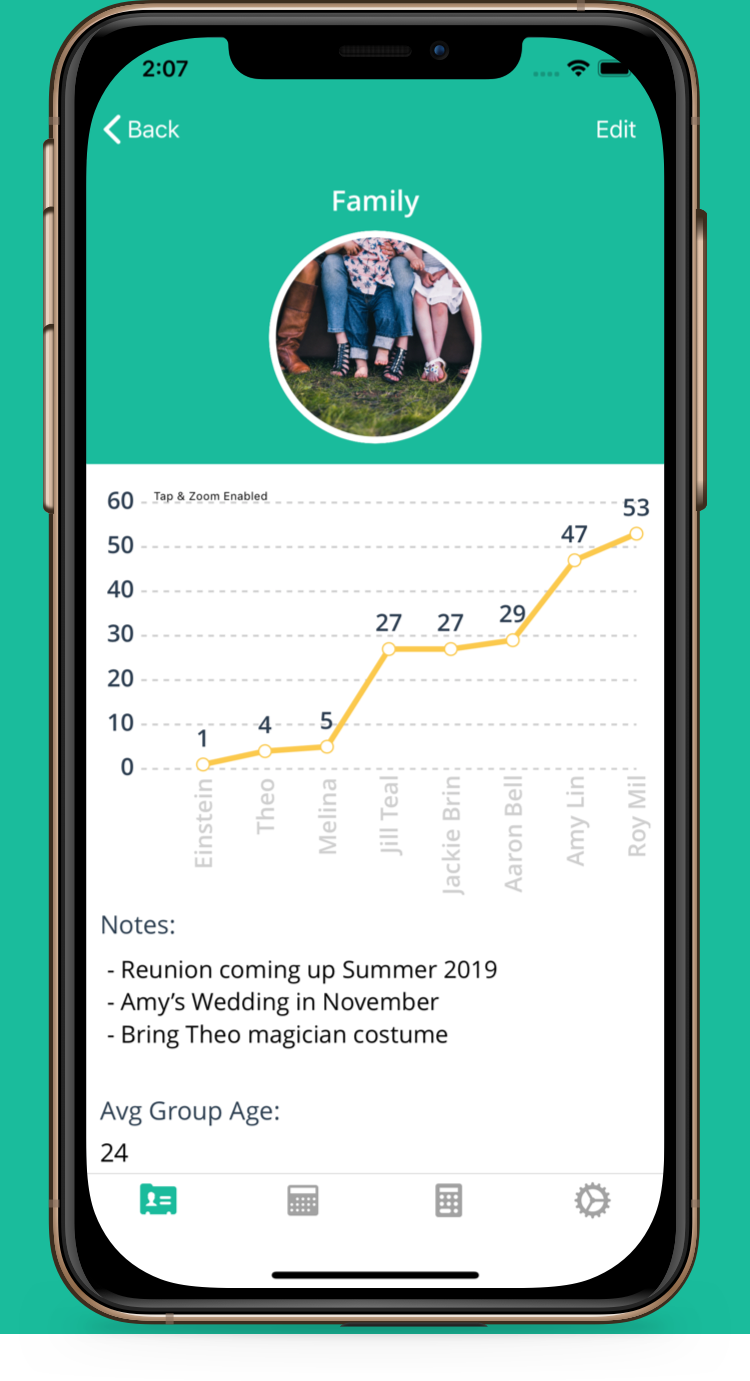 2:07
Back
Edit
Family
Tap & Zoom Enabled
60
50
40
30
20
10
0
1
4
5
27
27
29
47
53
Einstein
Theo
Melina
Jill Teal
Jackie Brin
Aaron Bell
Amy Lin
Roy Mil
Notes:
- Reunion coming up Summer 2019
- Amy’s Wedding in November
- Bring Theo magician costume
Avg Group Age:
24